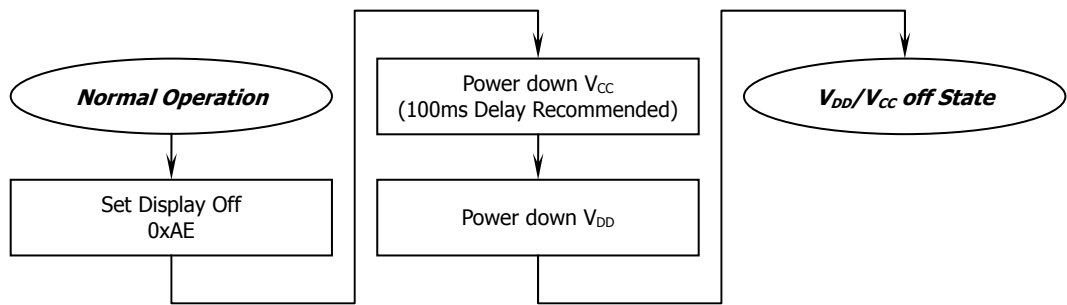 Normal Operation
Set Display Off
0xAE
Power down VCC
(100ms Delay Recommended)
Power down VDD
VDD/VCC off State